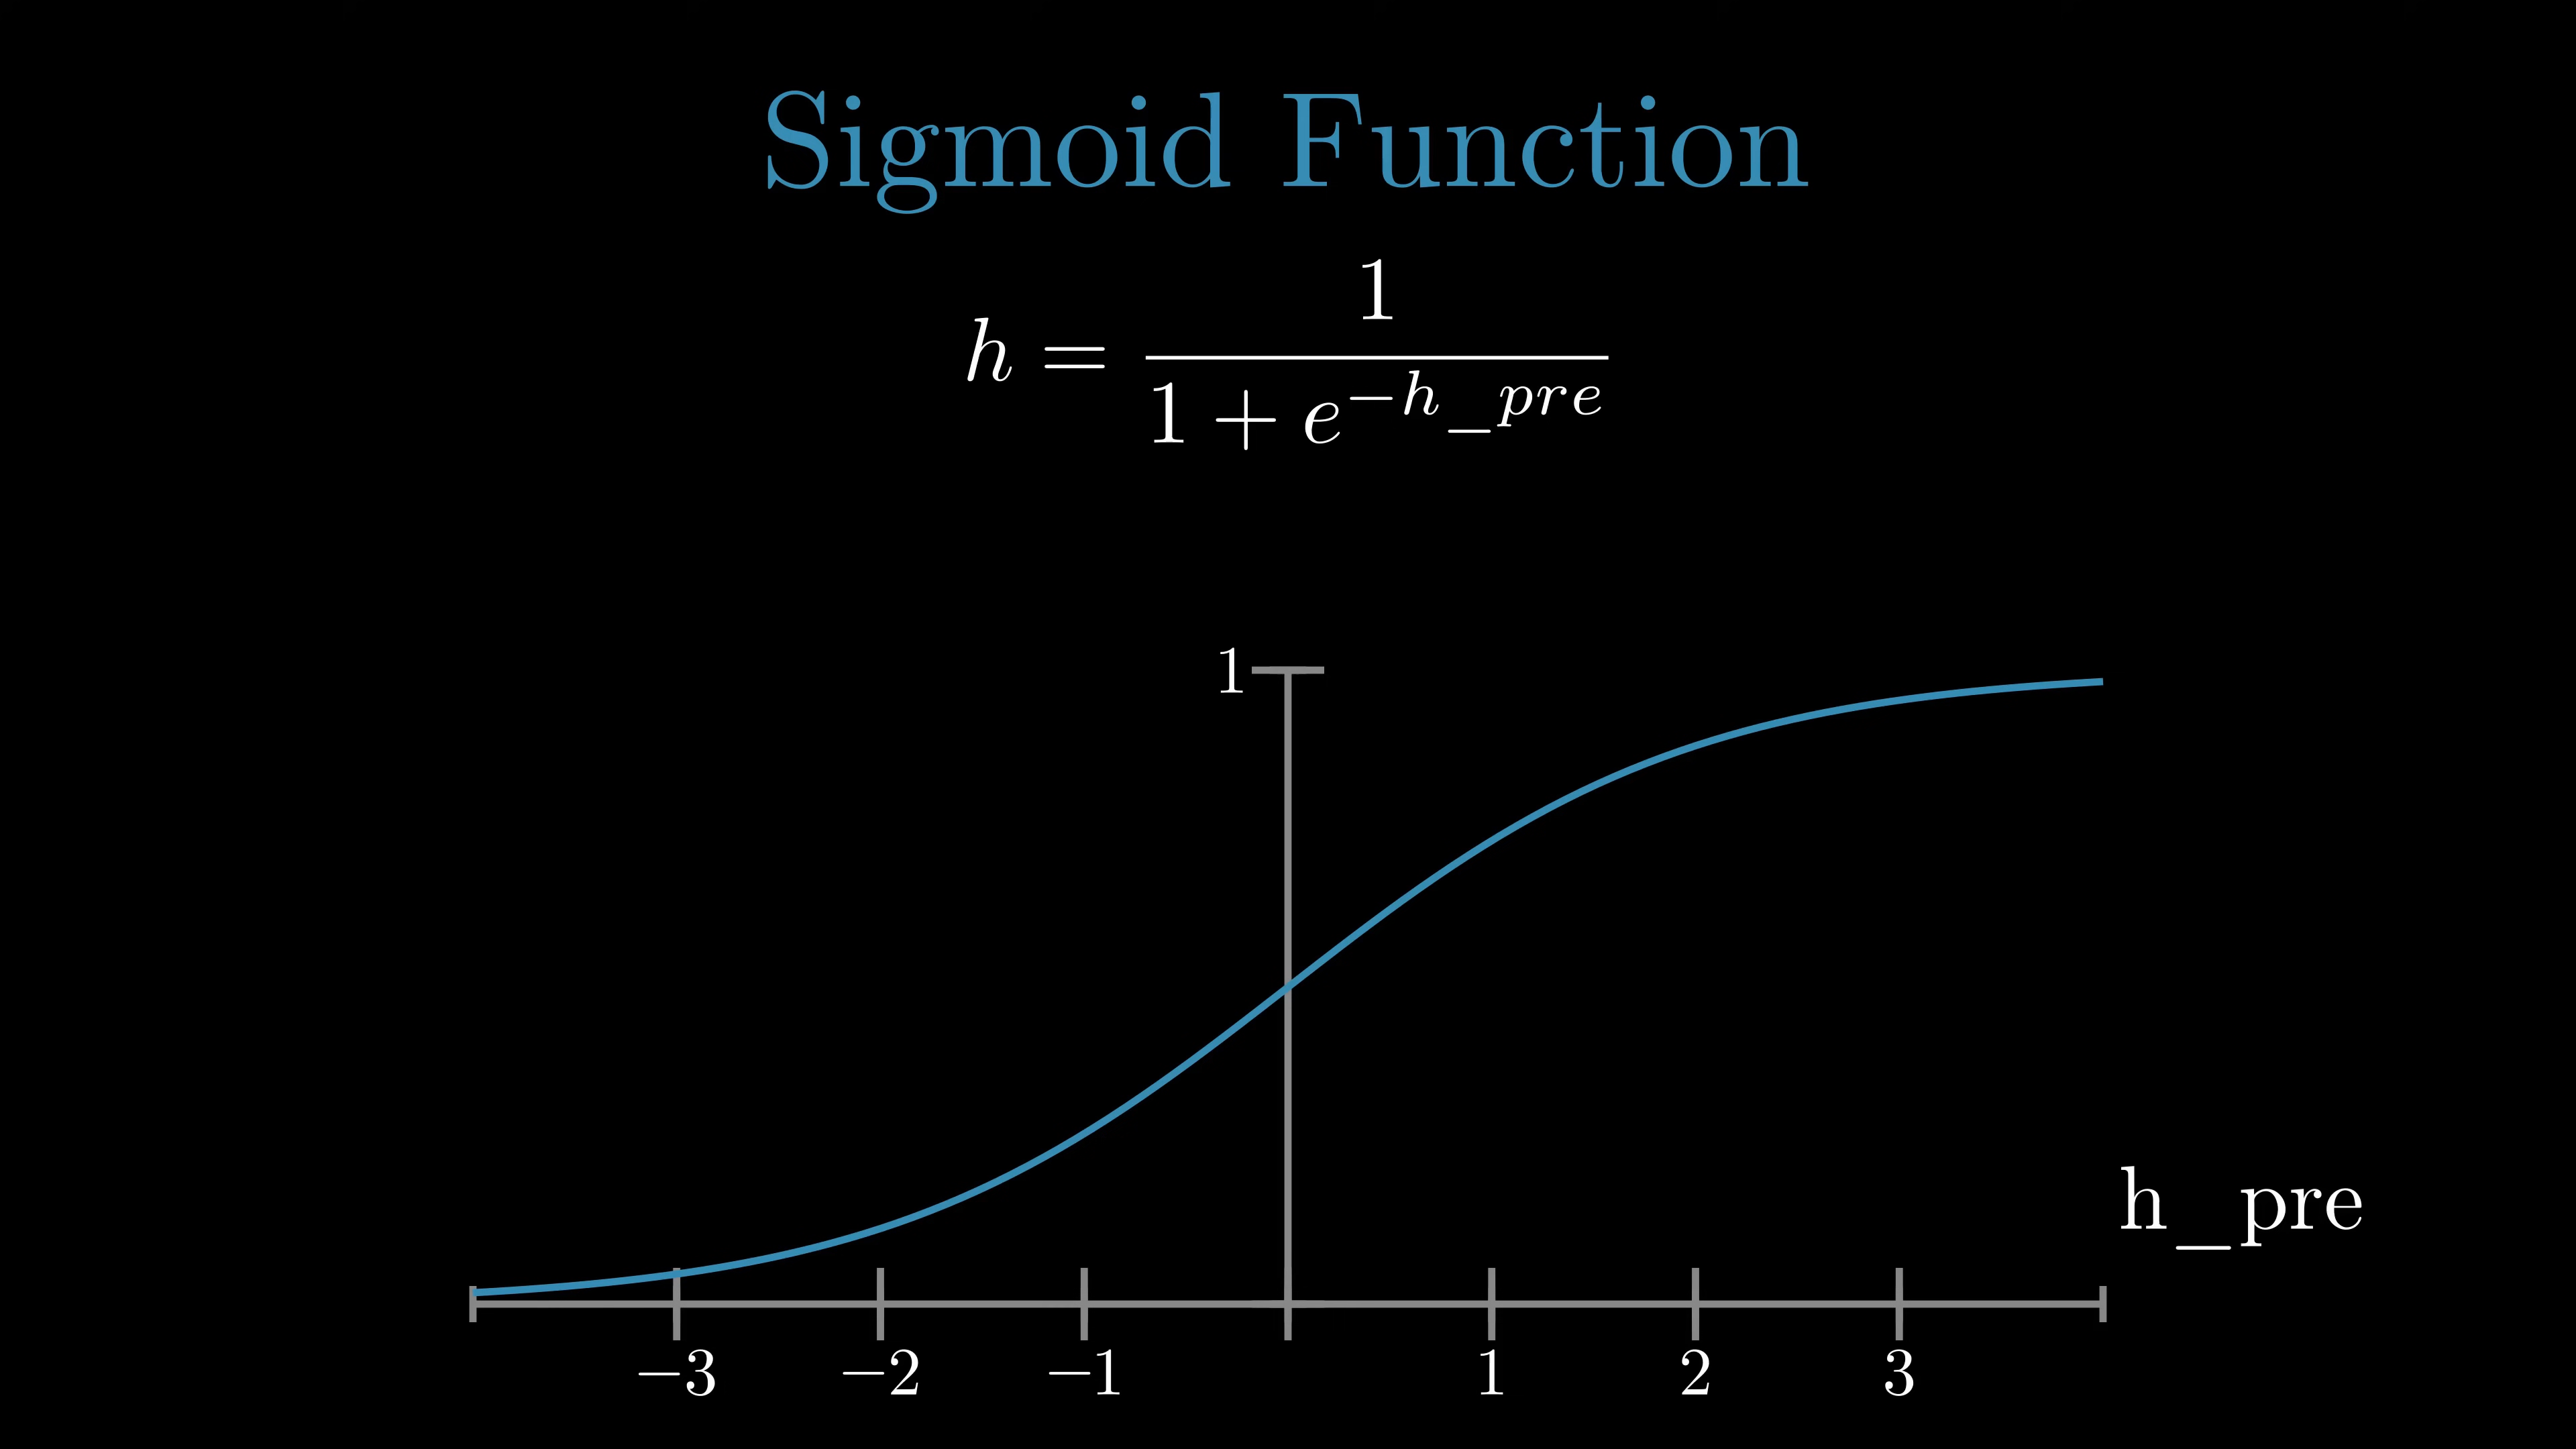 Sigmoid Function
h = 1 / (1 + e^{-h_pre})
1
h_pre
−3 −2 −1 1 2 3